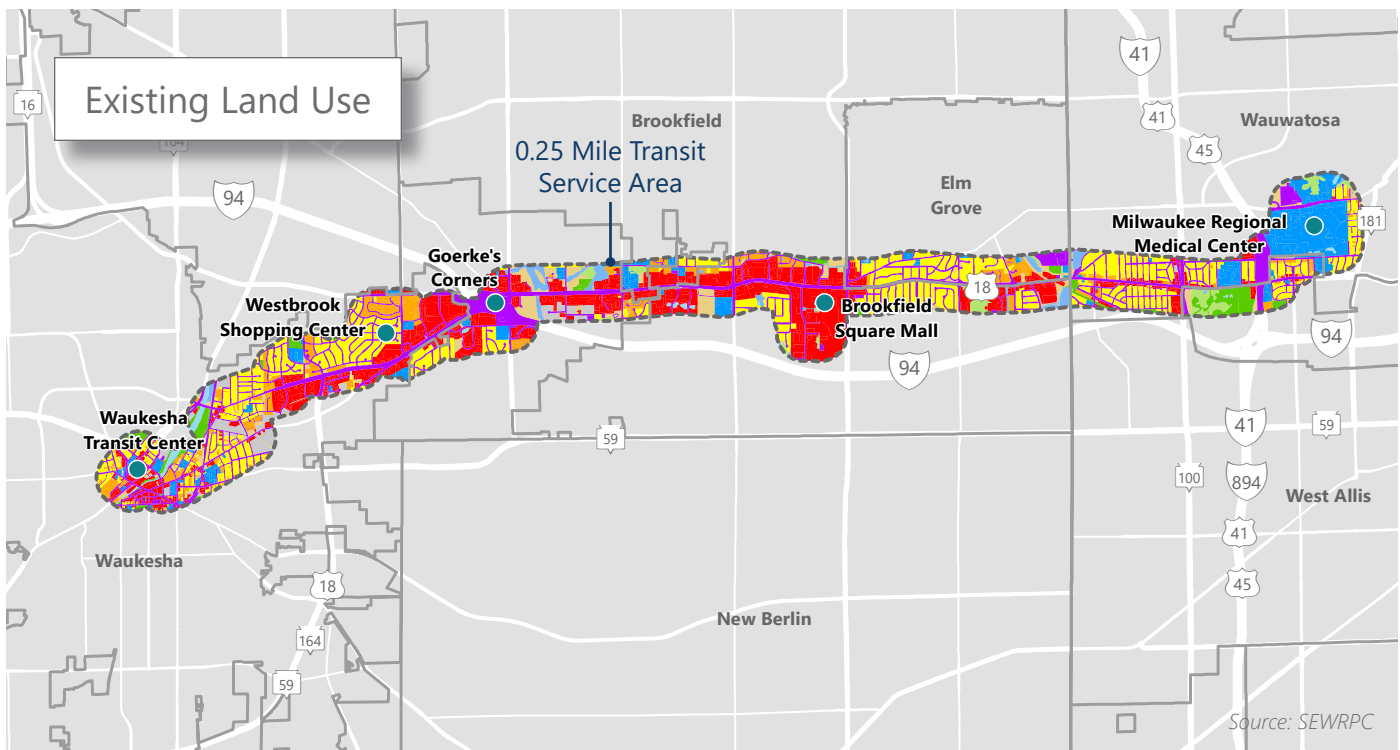 Existing Land Use
16
164
94
Brookfield
0.25 Mile Transit
Service Area
Elm
Grove
41
41
45
Wauwatosa
181
Milwaukee Regional
Medical Center
Goerke's
Corners
18
Westbrook
Shopping Center
Brookfield
Square Mall
94
94
Waukesha
Transit Center
59
41
59
100
894
West Allis
41
45
Waukesha
18
164
59
New Berlin
Source: SEWRPC